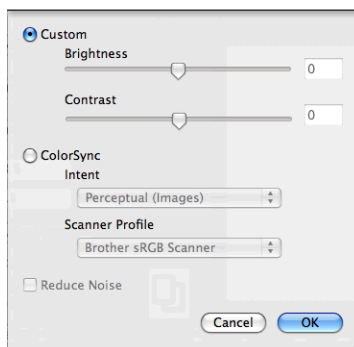 Custom
Brightness
0
Contrast
0
ColorSync
Intent
Perceptual (Images)
Scanner Profile
Brother sRGB Scanner
Reduce Noise
Cancel OK